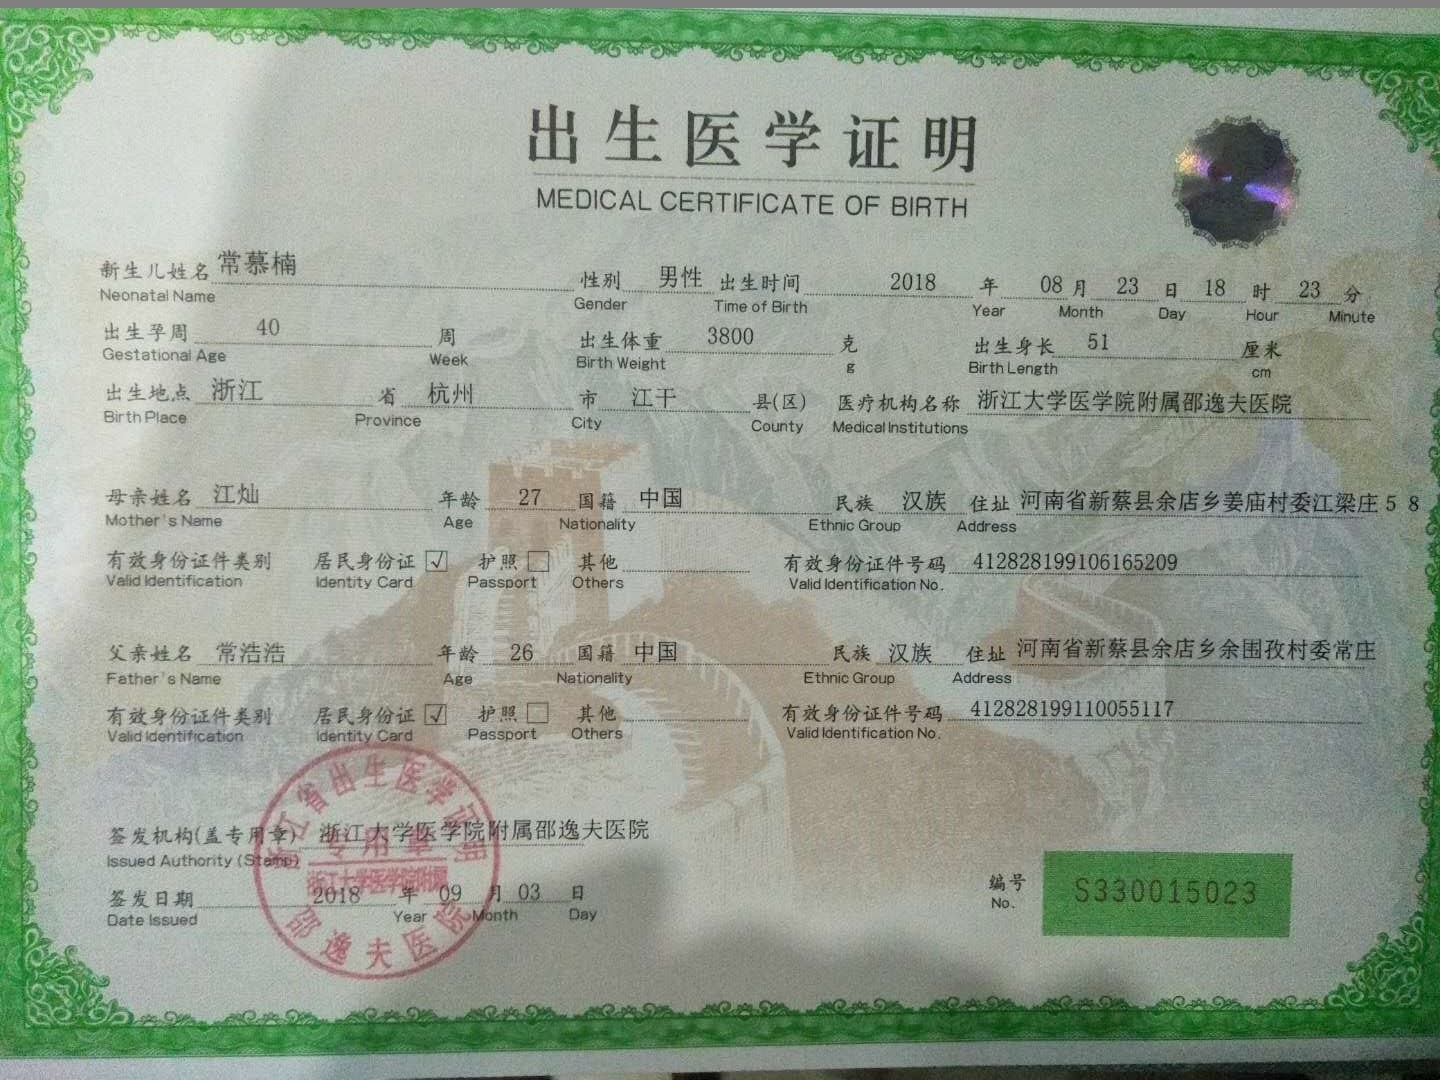 出生医学证明
MEDICAL CERTIFICATE OF BIRTH
新生儿姓名 常慕楠 性别 男性 出生时间 2018 年 08 月 23 日 18 时 23 分
Neonatal Name Gender Time of Birth Year Month Day Hour Minute
出生孕周 40 周 出生体重 3800 克 出生身长 51 厘米
Gestational Age Week Birth Weight g Birth Length cm
出生地点 浙江 省 杭州 市 江干 县(区) 医疗机构名称 浙江大学医学院附属邵逸夫医院
Birth Place Province City County Medical Institutions
母亲姓名 江灿 年龄 27 国籍 中国 民族 汉族 住址 河南省新蔡县余店乡姜庙村委江梁庄58
Mother's Name Age Nationality Ethnic Group Address
有效身份证件类别 居民身份证 √ 护照 其他 有效身份证件号码 412828199106165209
Valid Identification Identity Card Passport Others Valid Identification No.
父亲姓名 常浩浩 年龄 26 国籍 中国 民族 汉族 住址 河南省新蔡县余店乡余围孜村委常庄
Father's Name Age Nationality Ethnic Group Address
有效身份证件类别 居民身份证 √ 护照 其他 有效身份证件号码 412828199110055117
Valid Identification Identity Card Passport Others Valid Identification No.
浙江省出生医学证明
签发机构(盖专用章) 浙江大学医学院附属邵逸夫医院
专用章
Issued Authority (Stamp)
浙江大学医学院附属
签发日期 2018 年 09 月 03 日
Date Issued Year Month Day
邵逸夫医院
编号 S330015023
No.